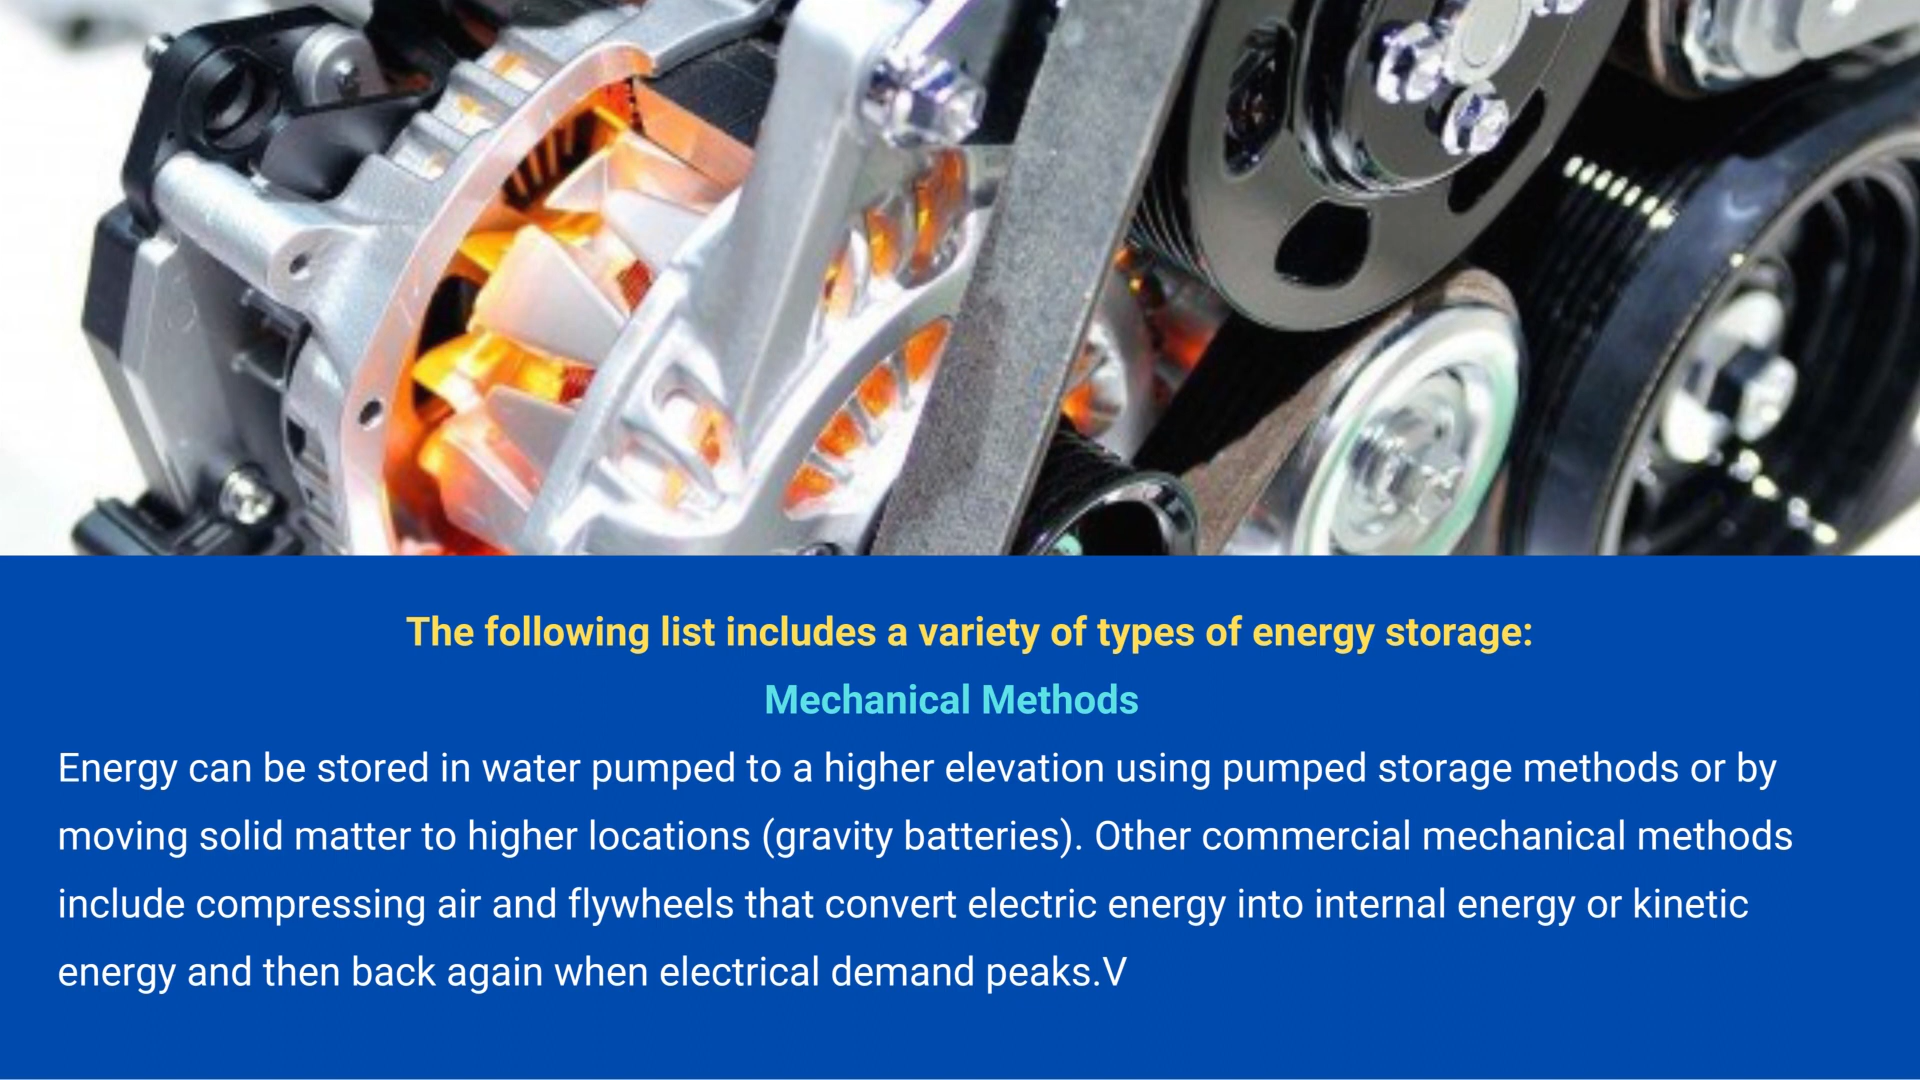 The following list includes a variety of types of energy storage:
Mechanical Methods
Energy can be stored in water pumped to a higher elevation using pumped storage methods or by
moving solid matter to higher locations (gravity batteries). Other commercial mechanical methods
include compressing air and flywheels that convert electric energy into internal energy or kinetic
energy and then back again when electrical demand peaks.V